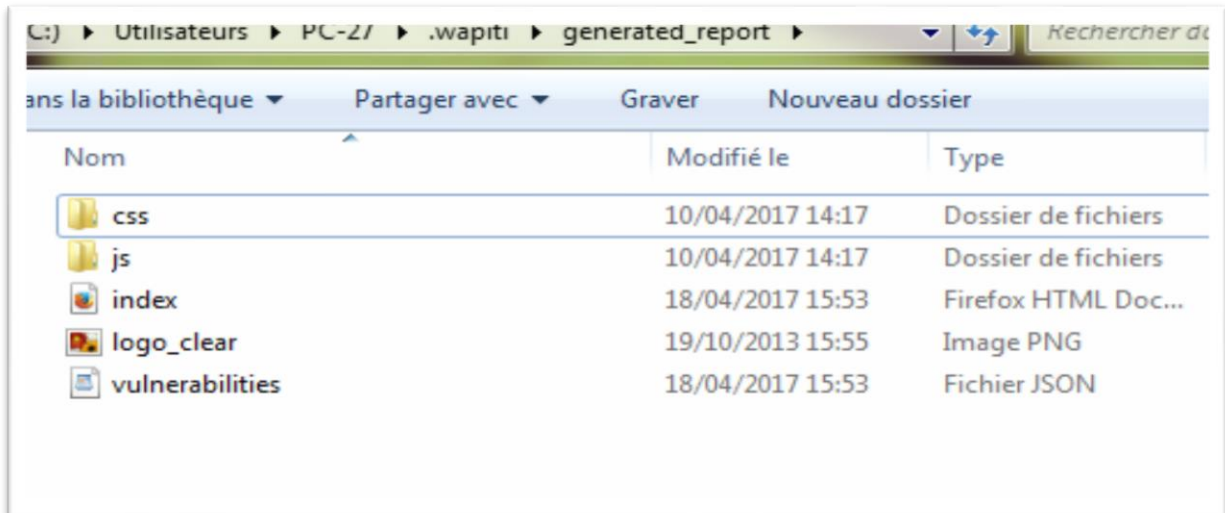 C:) ▸ Utilisateurs ▸ PC-27 ▸ .wapiti ▸ generated_report ▸ Rechercher
ans la bibliothèque Partager avec Graver Nouveau dossier
Nom Modifié le Type
css 10/04/2017 14:17 Dossier de fichiers
js 10/04/2017 14:17 Dossier de fichiers
index 18/04/2017 15:53 Firefox HTML Doc...
logo_clear 19/10/2013 15:55 Image PNG
vulnerabilities 18/04/2017 15:53 Fichier JSON